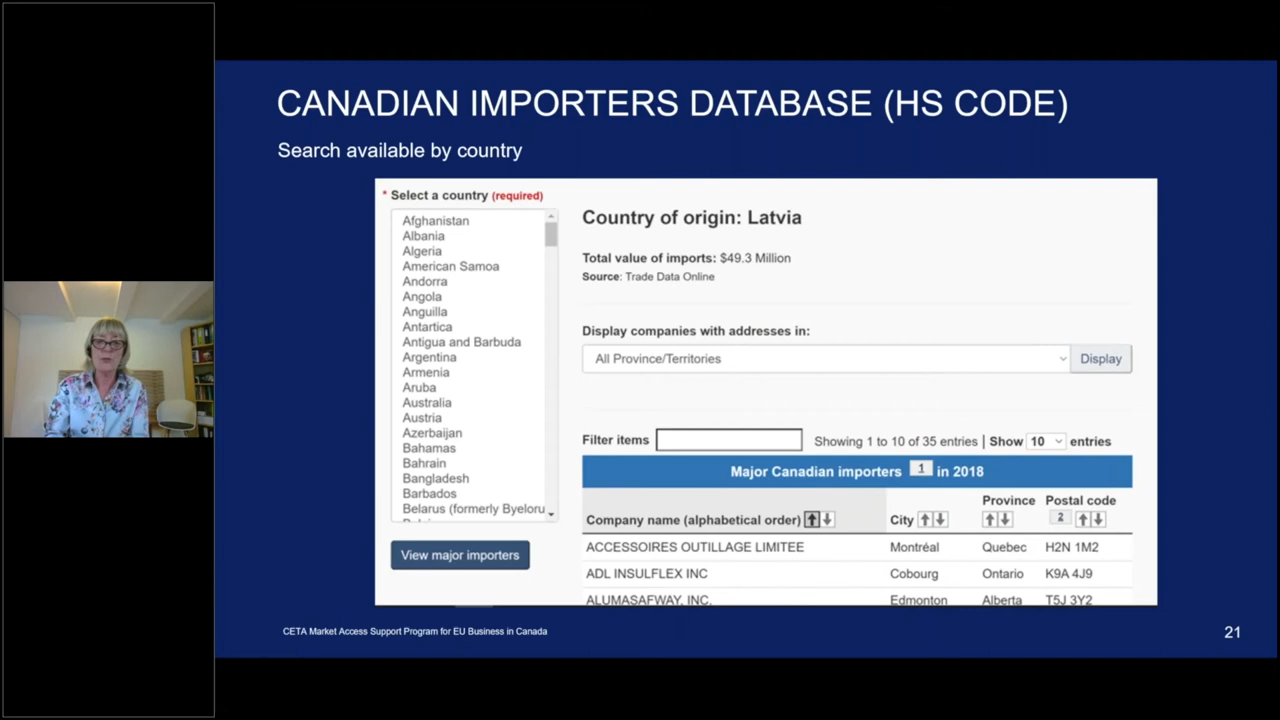 CANADIAN IMPORTERS DATABASE (HS CODE)
Search available by country
* Select a country (required)
Afghanistan
Albania
Algeria
American Samoa
Andorra
Angola
Anguilla
Antartica
Antigua and Barbuda
Argentina
Armenia
Aruba
Australia
Austria
Azerbaijan
Bahamas
Bahrain
Bangladesh
Barbados
Belarus (formerly Byeloru
View major importers
Country of origin: Latvia
Total value of imports: $49.3 Million
Source: Trade Data Online
Display companies with addresses in:
All Province/Territories Display
Filter items Showing 1 to 10 of 35 entries | Show 10 entries
Major Canadian importers 1 in 2018
Company name (alphabetical order) City Province Postal code 2
ACCESSOIRES OUTILLAGE LIMITEE Montréal Quebec H2N 1M2
ADL INSULFLEX INC Cobourg Ontario K9A 4J9
ALUMASAFWAY, INC. Edmonton Alberta T5J 3Y2
CETA Market Access Support Program for EU Business in Canada
21